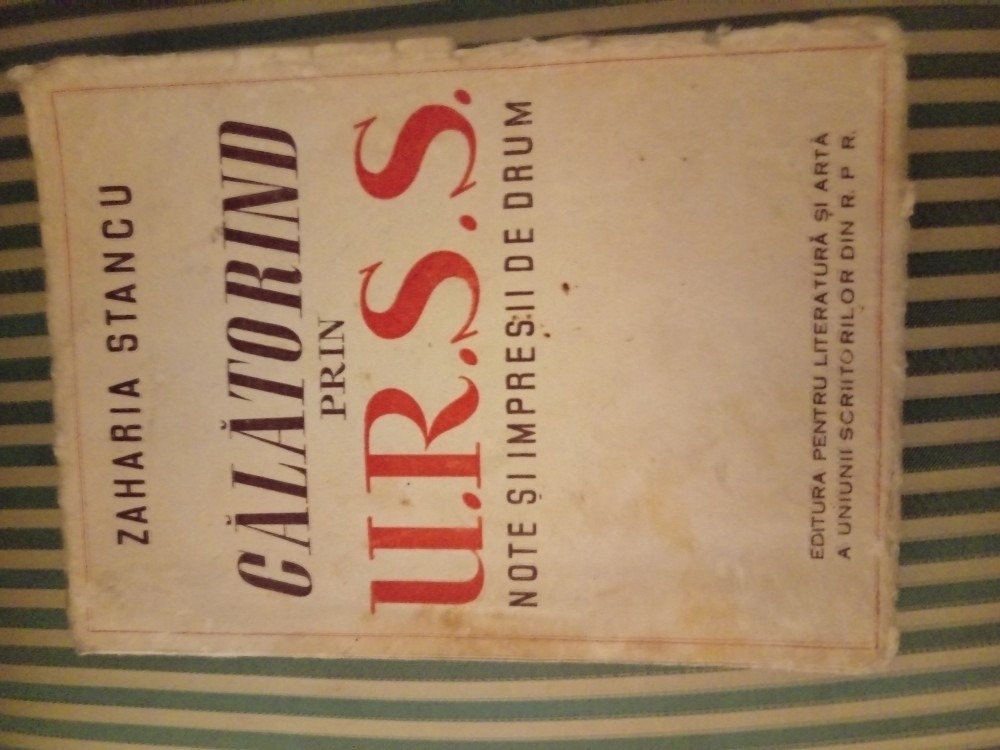 ZAHARIA STANCU
CĂLĂTORIND
PRIN
U.R.S.S.
NOTE ȘI IMPRESII DE DRUM
EDITURA PENTRU LITERATURĂ ȘI ARTĂ
A UNIUNII SCRIITORILOR DIN R. P. R.